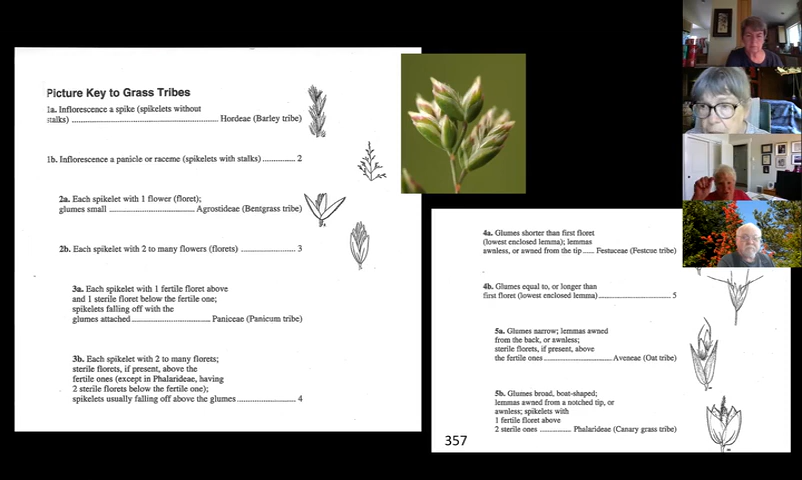 Picture Key to Grass Tribes
1a. Inflorescence a spike (spikelets without
stalks) .......................................................... Hordeae (Barley tribe)
1b. Inflorescence a panicle or raceme (spikelets with stalks) ............. 2
2a. Each spikelet with 1 flower (floret);
glumes small .................................. Agrostideae (Bentgrass tribe)
2b. Each spikelet with 2 to many flowers (florets) ...................... 3
3a. Each spikelet with 1 fertile floret above
and 1 sterile floret below the fertile one;
spikelets falling off with the
glumes attached ................................ Paniceae (Panicum tribe)
3b. Each spikelet with 2 to many florets;
sterile florets, if present, above the
fertile ones (except in Phalarideae, having
2 sterile florets below the fertile one);
spikelets usually falling off above the glumes ........................ 4
4a. Glumes shorter than first floret
(lowest enclosed lemma); lemmas
awnless, or awned from the tip ..... Festuceae (Festcue tribe)
4b. Glumes equal to, or longer than
first floret (lowest enclosed lemma) ................................ 5
5a. Glumes narrow; lemmas awned
from the back, or awnless;
sterile florets, if present, above
the fertile ones ............................ Aveneae (Oat tribe)
5b. Glumes broad, boat-shaped;
lemmas awned from a notched tip, or
awnless; spikelets with
1 fertile floret above
2 sterile ones ............. Phalarideae (Canary grass tribe)
357